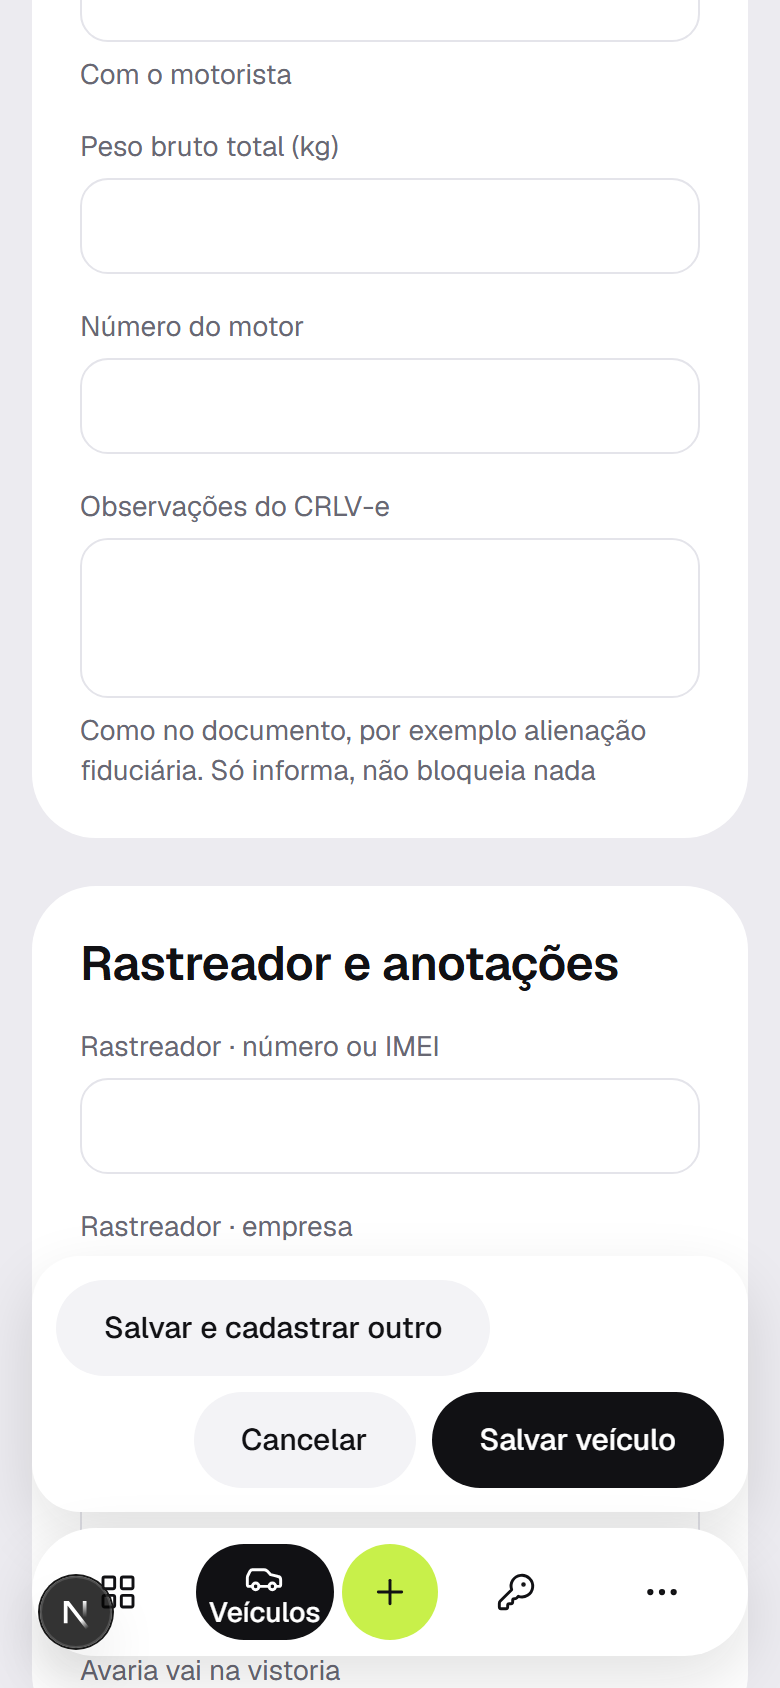 Com o motorista
Peso bruto total (kg)
Número do motor
Observações do CRLV-e
Como no documento, por exemplo alienação
fiduciária. Só informa, não bloqueia nada
Rastreador e anotações
Rastreador · número ou IMEI
Rastreador · empresa
Salvar e cadastrar outro
Cancelar
Salvar veículo
Veículos
N
Avaria vai na vistoria